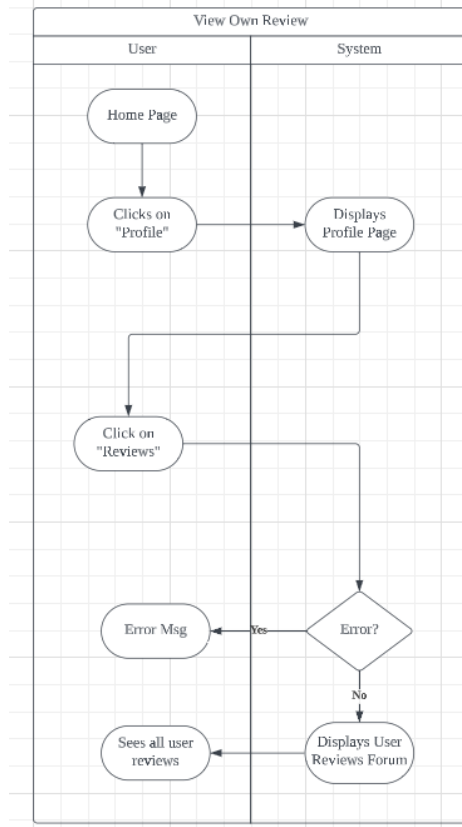 View Own Review
User
System
Home Page
Clicks on
"Profile"
Displays
Profile Page
Click on
"Reviews"
Error Msg
Yes
Error?
No
Sees all user
reviews
Displays User
Reviews Forum